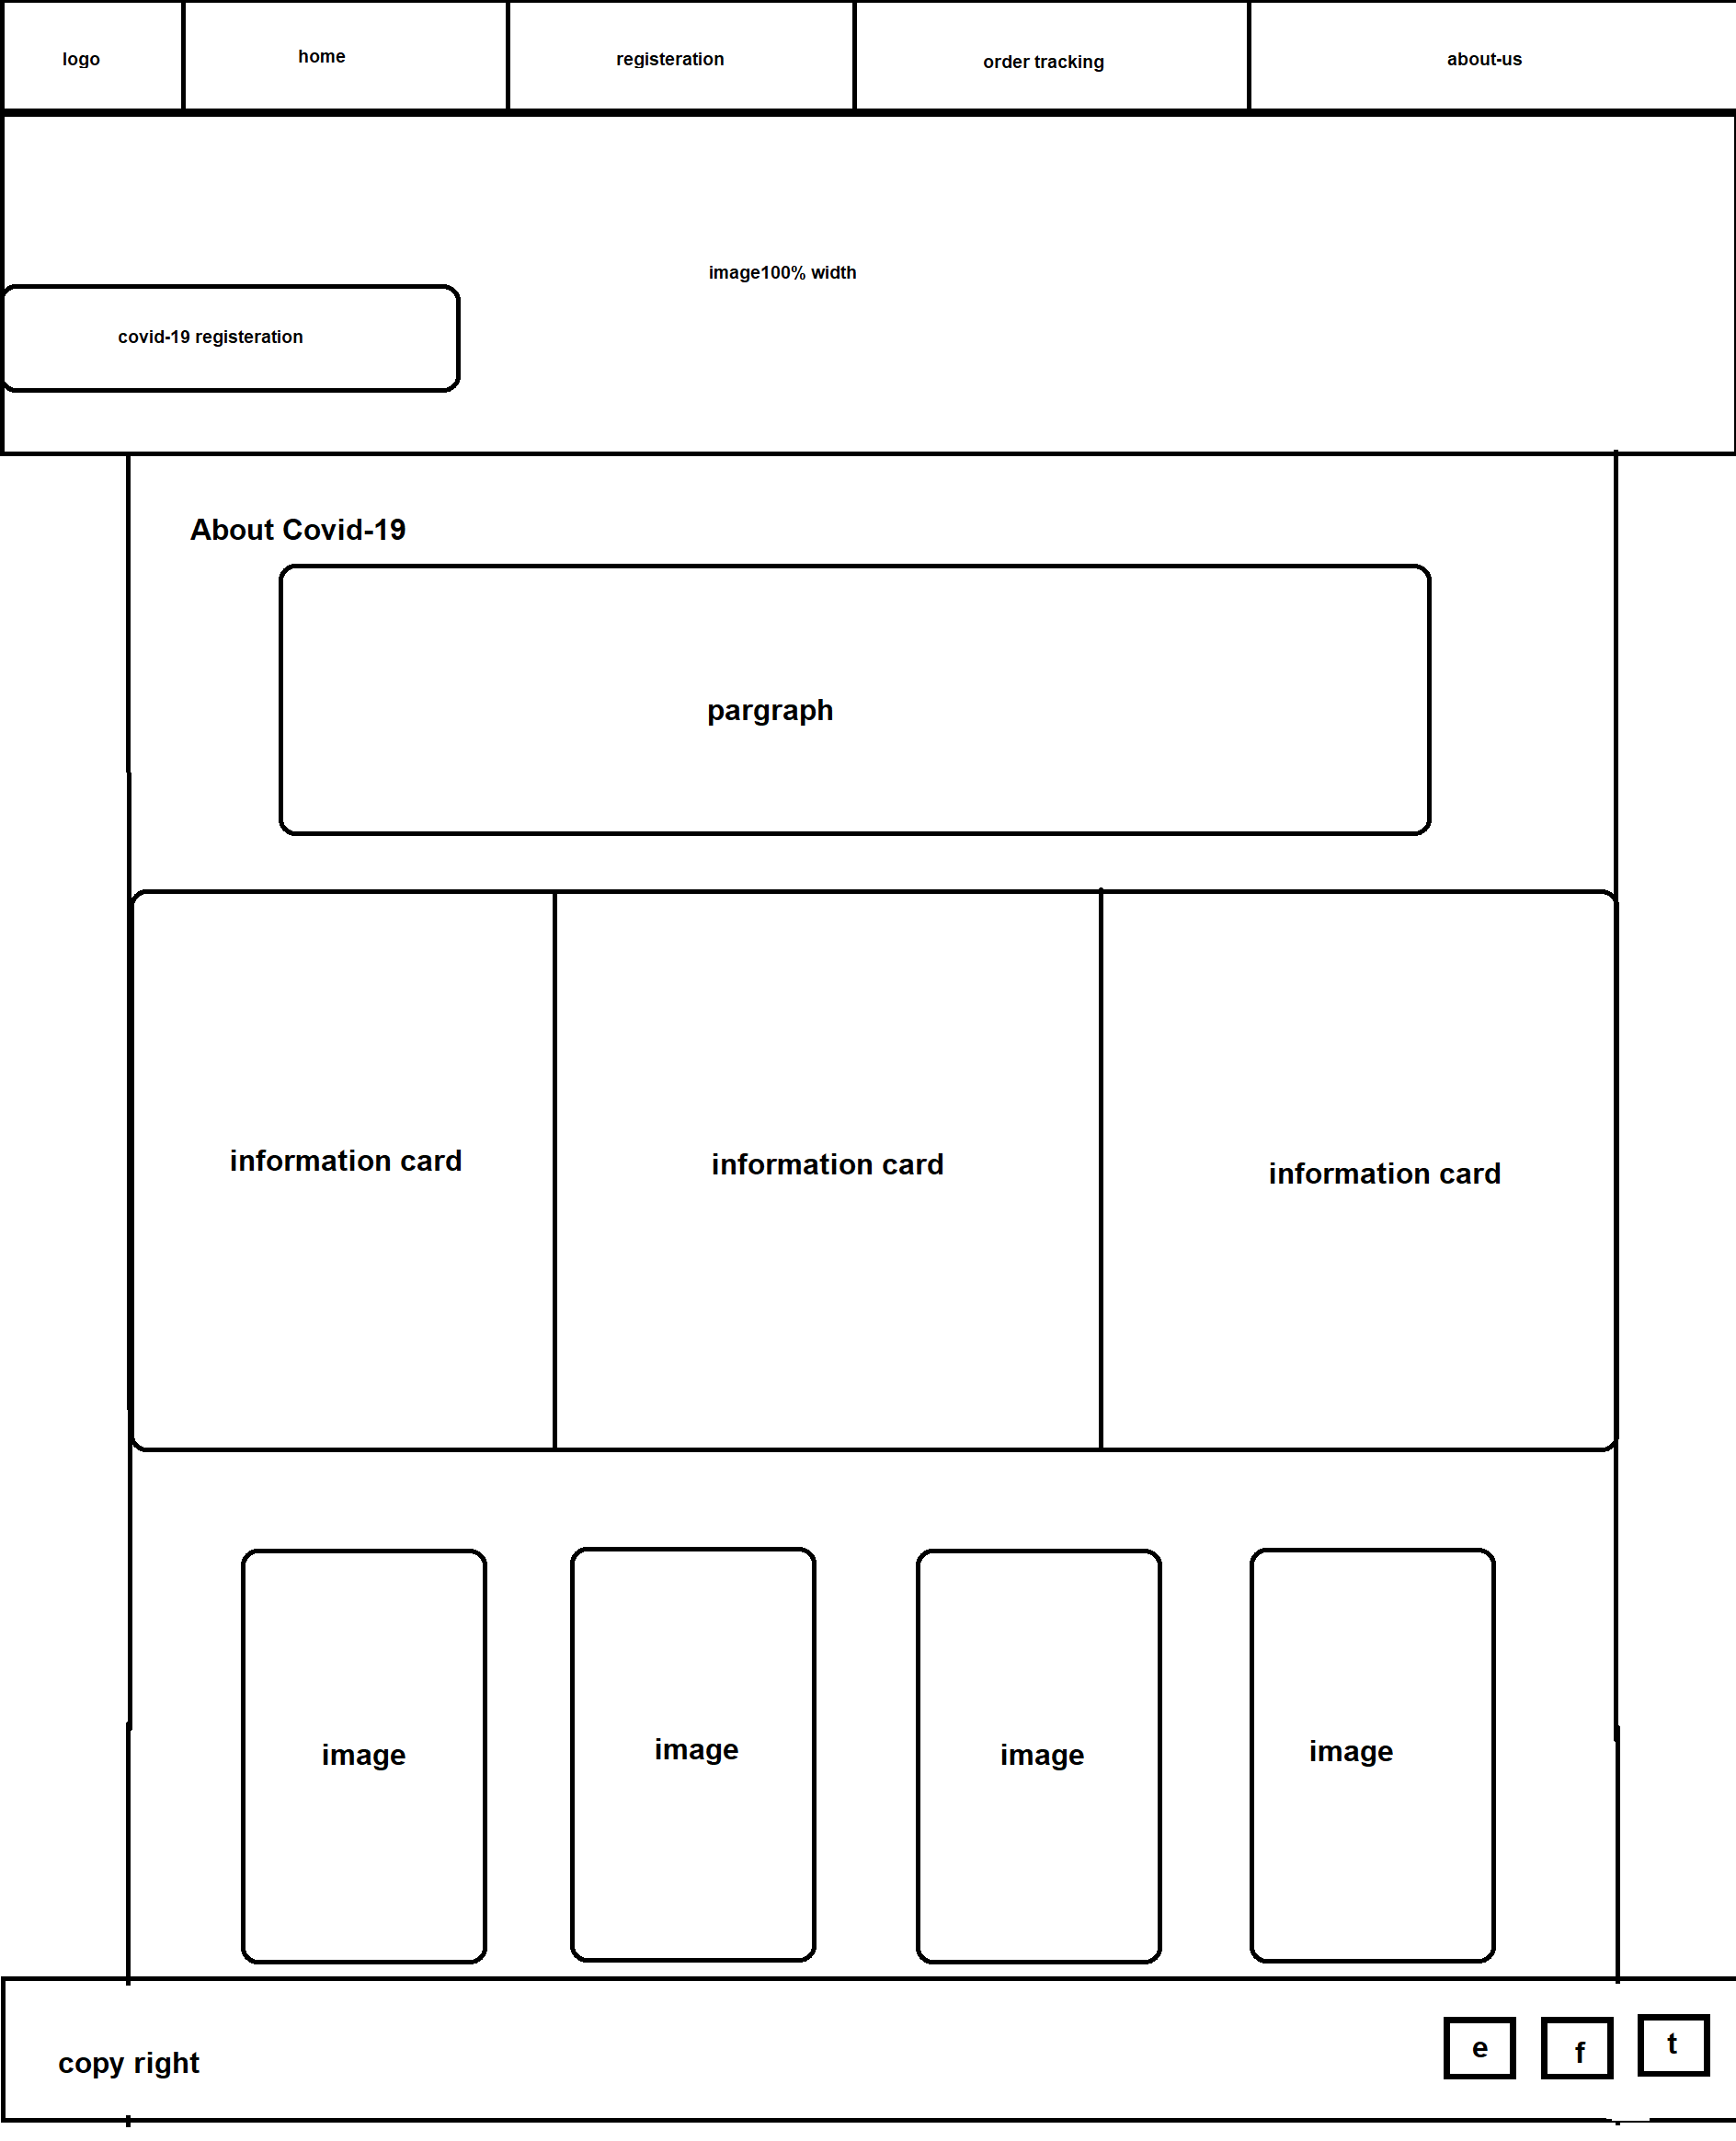 logo
home
registeration
order tracking
about-us
image100% width
covid-19 registeration
About Covid-19
pargraph
information card
information card
information card
image
image
image
image
copy right
e
f
t